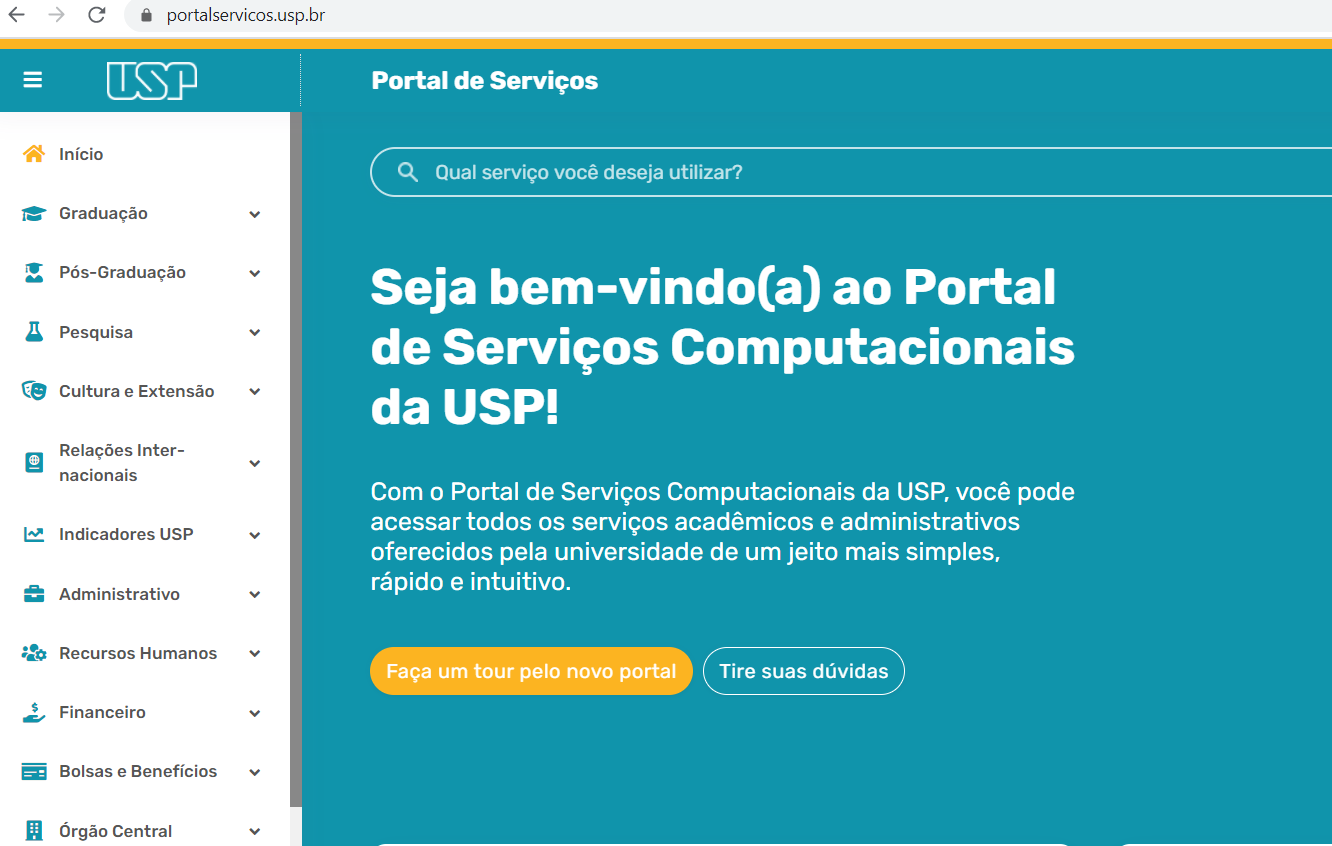 portalservicos.usp.br
USP
Portal de Serviços
Início
Graduação
Pós-Graduação
Pesquisa
Cultura e Extensão
Relações Inter-
nacionais
Indicadores USP
Administrativo
Recursos Humanos
Financeiro
Bolsas e Benefícios
Órgão Central
Qual serviço você deseja utilizar?
Seja bem-vindo(a) ao Portal
de Serviços Computacionais
da USP!
Com o Portal de Serviços Computacionais da USP, você pode
acessar todos os serviços acadêmicos e administrativos
oferecidos pela universidade de um jeito mais simples,
rápido e intuitivo.
Faça um tour pelo novo portal
Tire suas dúvidas